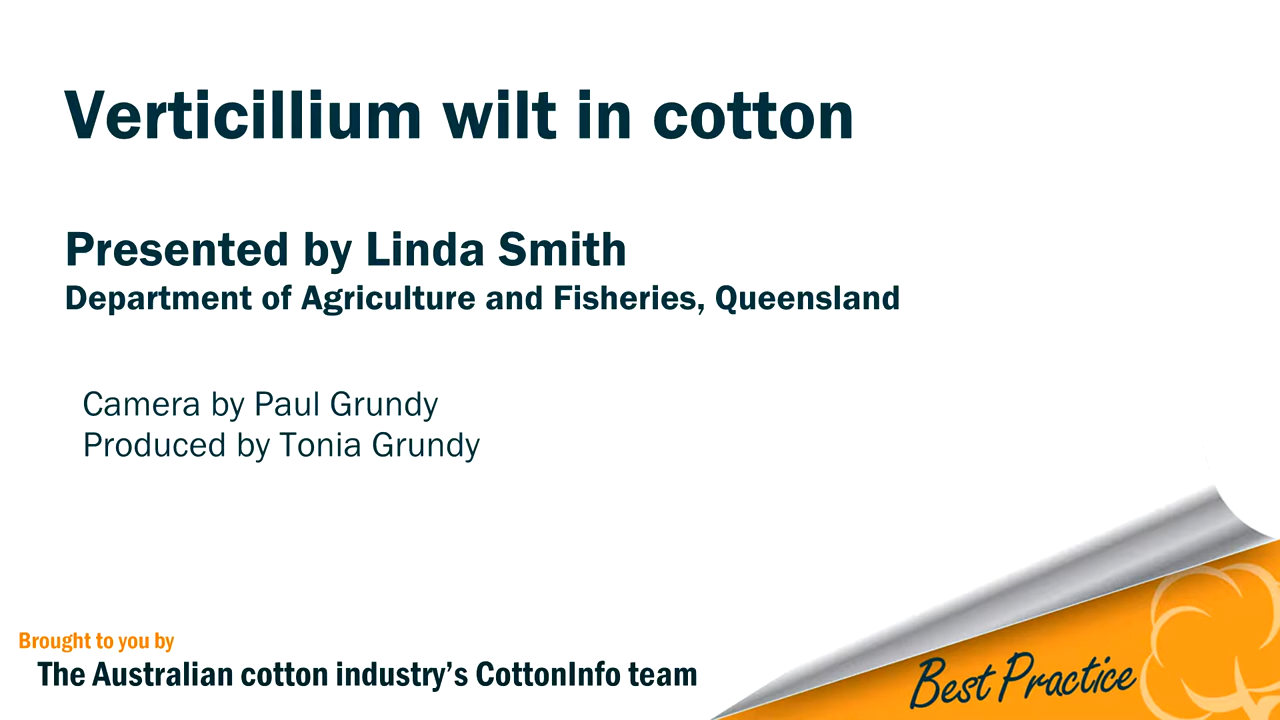 Verticillium wilt in cotton
Presented by Linda Smith
Department of Agriculture and Fisheries, Queensland
Camera by Paul Grundy
Produced by Tonia Grundy
Brought to you by
The Australian cotton industry’s CottonInfo team
Best Practice